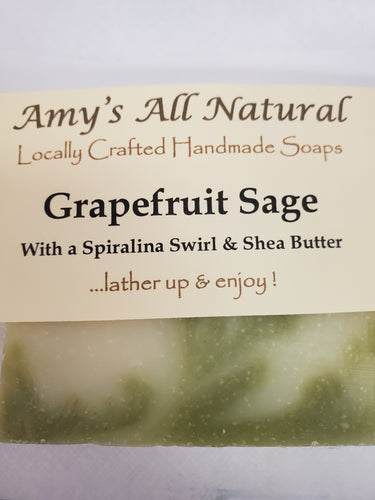 Amy's All Natural
Locally Crafted Handmade Soaps
Grapefruit Sage
With a Spiralina Swirl & Shea Butter
...lather up & enjoy !